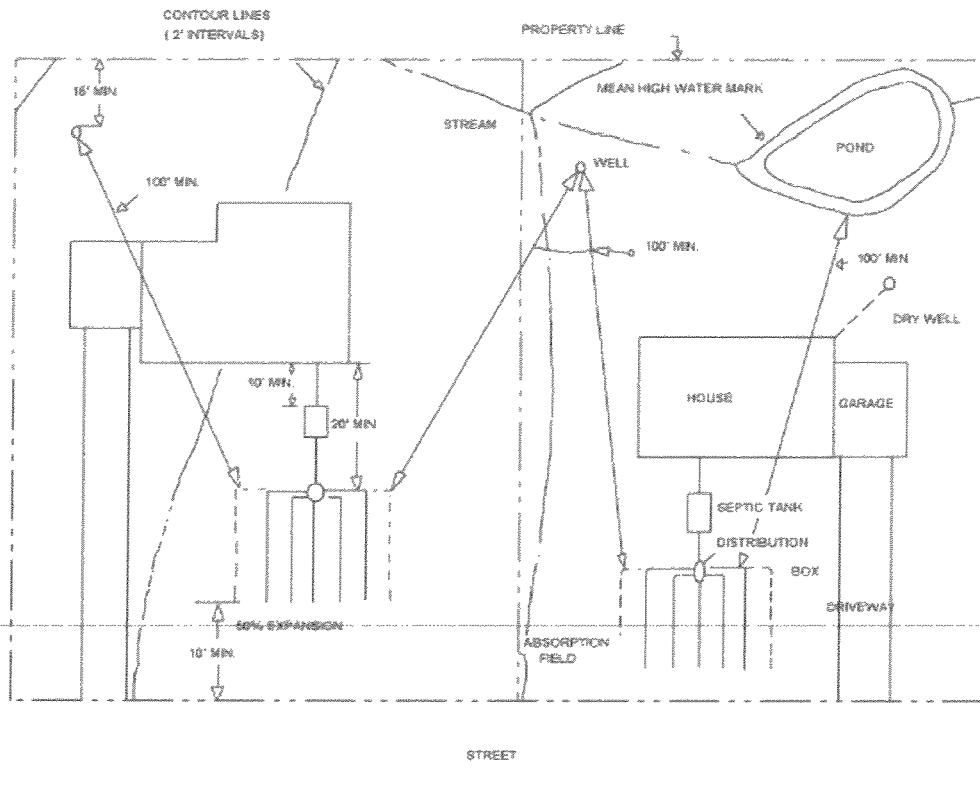 CONTOUR LINES
( 2' INTERVALS)
PROPERTY LINE
15' MIN
MEAN HIGH WATER MARK
STREAM
POND
WELL
100' MIN.
100' MIN.
100' MIN
DRY WELL
10' MIN.
HOUSE
GARAGE
20' MIN
SEPTIC TANK
DISTRIBUTION
BOX
DRIVEWAY
50% EXPANSION
ABSORPTION
FIELD
10' MIN.
STREET